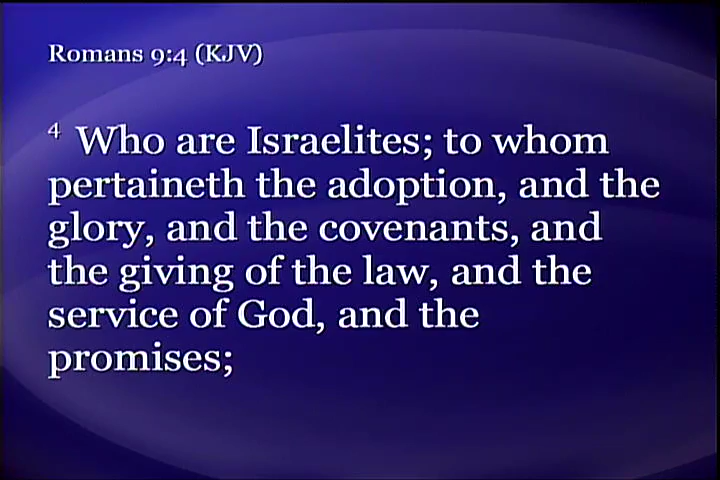 Romans 9:4 (KJV)
4 Who are Israelites; to whom
pertaineth the adoption, and the
glory, and the covenants, and
the giving of the law, and the
service of God, and the
promises;